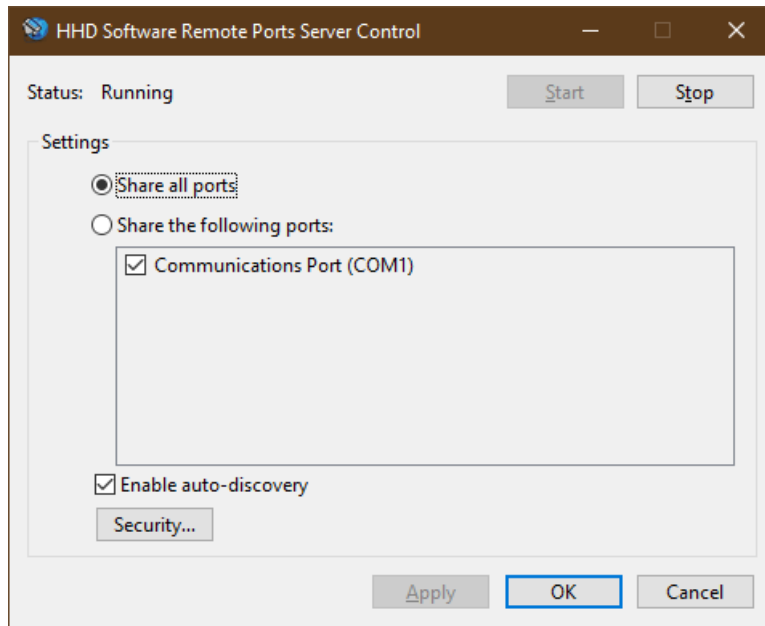 HHD Software Remote Ports Server Control
Status: Running Start Stop
Settings
Share all ports
Share the following ports:
Communications Port (COM1)
Enable auto-discovery
Security...
Apply OK Cancel